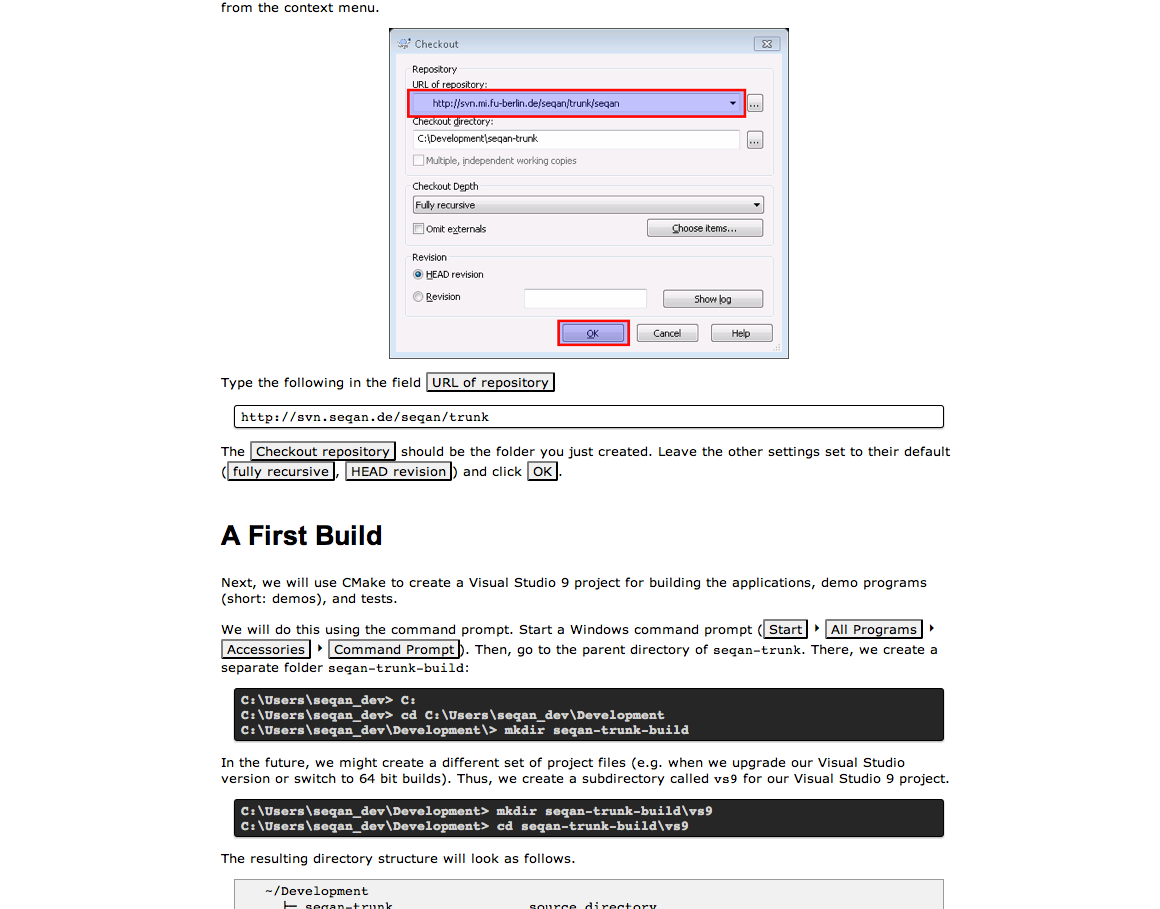 from the context menu.
Checkout
Repository
URL of repository:
http://svn.mi.fu-berlin.de/seqan/trunk/seqan
...
Checkout directory:
C:\Development\seqan-trunk
...
Multiple, independent working copies
Checkout Depth
Fully recursive
Omit externals
Choose items...
Revision
HEAD revision
Revision
Show log
OK Cancel Help
Type the following in the field URL of repository
http://svn.seqan.de/seqan/trunk
The Checkout repository should be the folder you just created. Leave the other settings set to their default
(fully recursive, HEAD revision) and click OK.
A First Build
Next, we will use CMake to create a Visual Studio 9 project for building the applications, demo programs
(short: demos), and tests.
We will do this using the command prompt. Start a Windows command prompt (Start ‣ All Programs ‣
Accessories ‣ Command Prompt). Then, go to the parent directory of seqan-trunk. There, we create a
separate folder seqan-trunk-build:
C:\Users\seqan_dev> C:
C:\Users\seqan_dev> cd C:\Users\seqan_dev\Development
C:\Users\seqan_dev\Development\> mkdir seqan-trunk-build
In the future, we might create a different set of project files (e.g. when we upgrade our Visual Studio
version or switch to 64 bit builds). Thus, we create a subdirectory called vs9 for our Visual Studio 9 project.
C:\Users\seqan_dev\Development> mkdir seqan-trunk-build\vs9
C:\Users\seqan_dev\Development> cd seqan-trunk-build\vs9
The resulting directory structure will look as follows.
~/Development
├─ seqan-trunk source directory